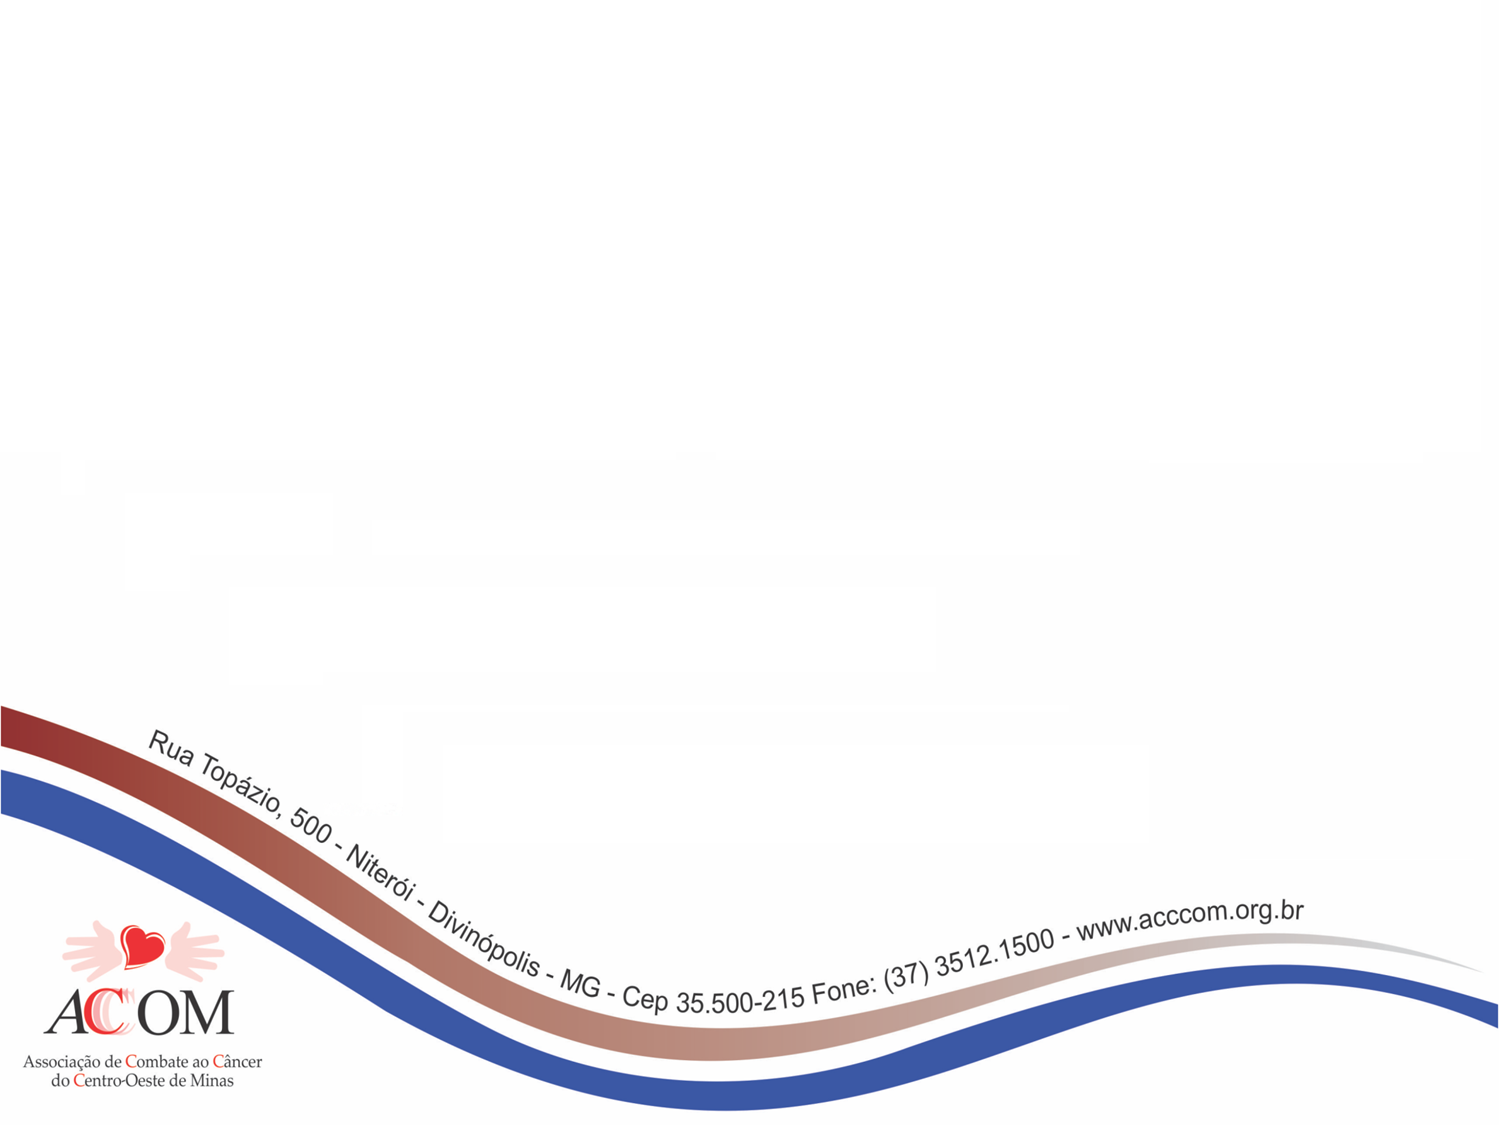 Rua Topázio, 500 - Niterói - Divinópolis - MG - Cep 35.500-215 Fone: (37) 3512.1500 - www.acccom.org.br
ACCCOM
Associação de Combate ao Câncer
do Centro-Oeste de Minas